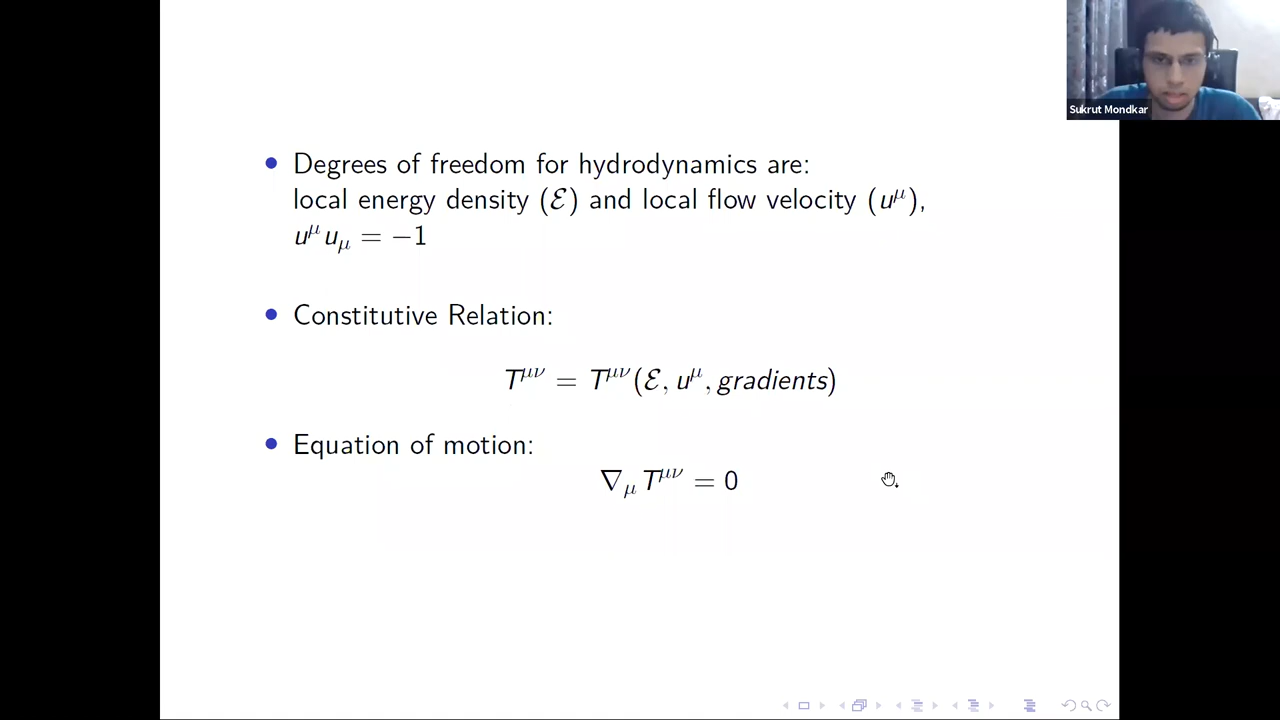 Sukrut Mondkar
• Degrees of freedom for hydrodynamics are:
local energy density (ℰ) and local flow velocity (u^μ),
u^μ u_μ = −1
• Constitutive Relation:
T^{μν} = T^{μν}(ℰ, u^μ, gradients)
• Equation of motion:
∇_μ T^{μν} = 0